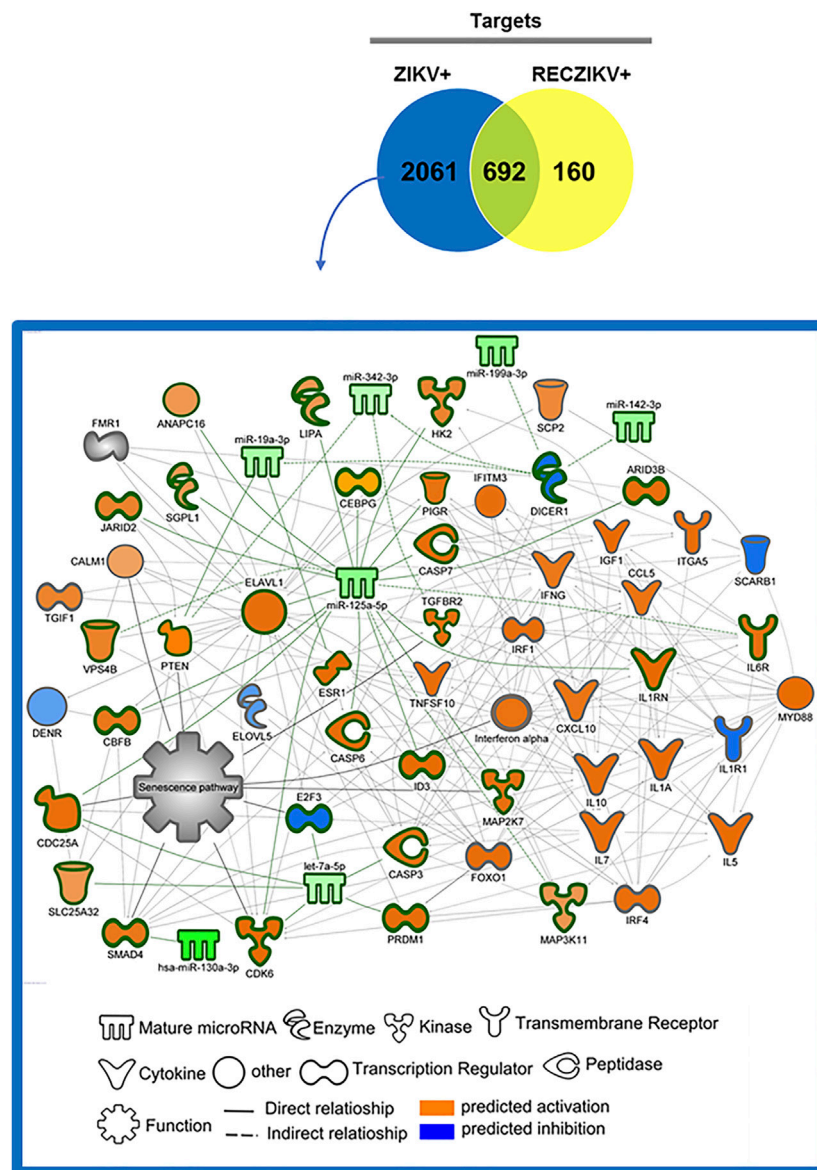 Targets
ZIKV+ RECZIKV+
2061 692 160
miR-199a-3p
miR-342-3p
miR-142-3p
ANAPC16
FMR1
LIPA
HK2
SCP2
miR-19a-3p
SGPL1
CEBPG
PIGR
IFITM3
DICER1
ARID3B
JARID2
CASP7
IGF1
ITGA5
CALM1
ELAVL1
miR-125a-5p
TGFBR2
IFNG
CCL5
SCARB1
TGIF1
VPS4B
PTEN
IRF1
IL6R
ESR1
TNFSF10
IL1RN
MYD88
DENR
CBFB
ELOVL5
CASP6
Interferon alpha
CXCL10
IL1R1
Senescence pathway
ID3
IL10
IL1A
CDC25A
E2F3
MAP2K7
let-7a-5p
CASP3
FOXO1
IL7
IL5
SLC25A32
SMAD4
hsa-miR-130a-3p
CDK6
PRDM1
MAP3K11
IRF4
Mature microRNA Enzyme Kinase Transmembrane Receptor
Cytokine other Transcription Regulator Peptidase
Function Direct relatioship predicted activation
Indirect relatioship predicted inhibition